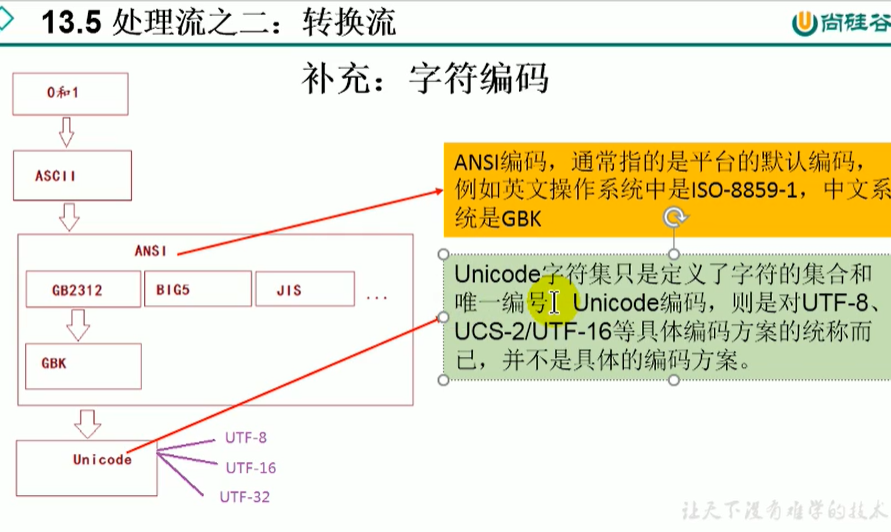 13.5 处理流之二：转换流
尚硅谷
补充：字符编码
0和1
ASCII
ANSI
GB2312
BIG5
JIS
...
GBK
Unicode
UTF-8
UTF-16
UTF-32
ANSI编码，通常指的是平台的默认编码，
例如英文操作系统中是ISO-8859-1，中文系
统是GBK
Unicode字符集只是定义了字符的集合和
唯一编号，Unicode编码，则是对UTF-8、
UCS-2/UTF-16等具体编码方案的统称而
已，并不是具体的编码方案。
让天下没有难学的技术